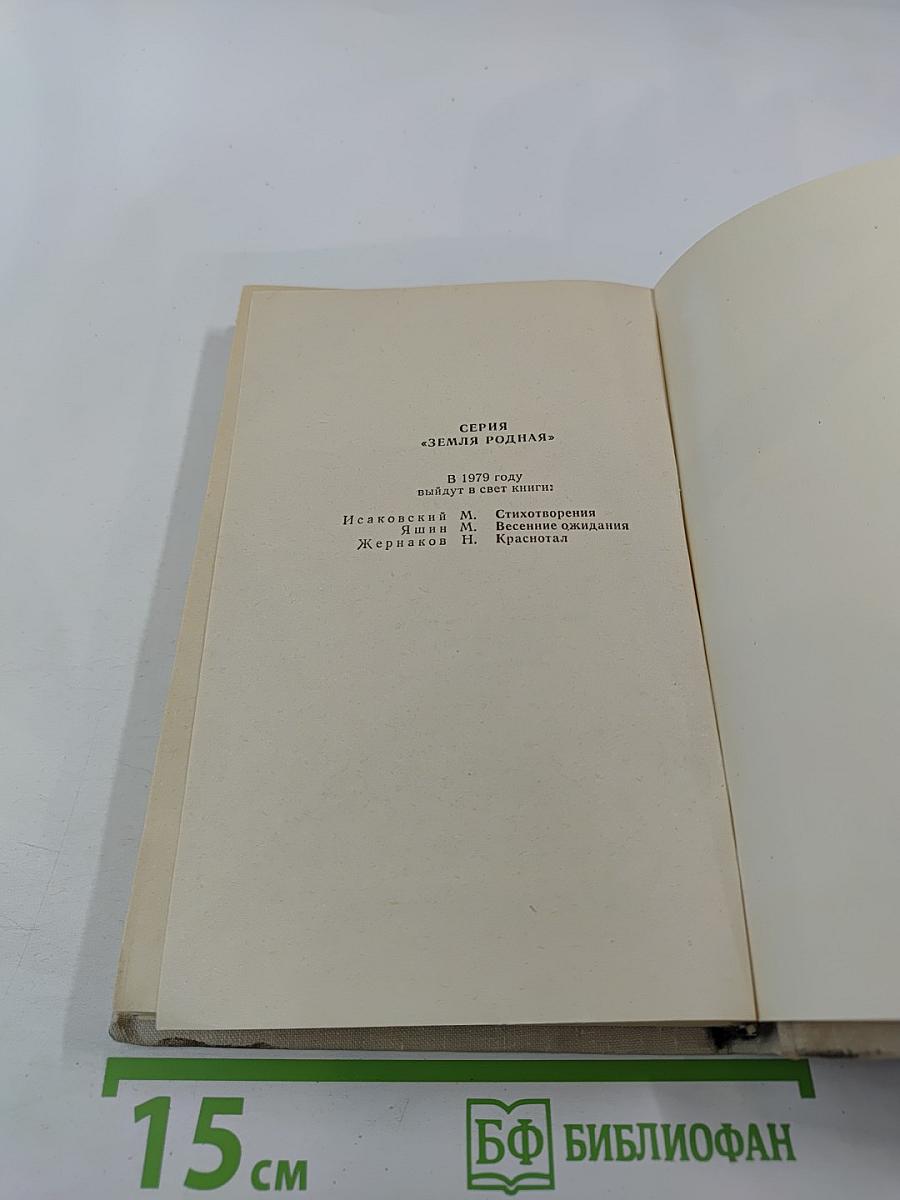 СЕРИЯ
«ЗЕМЛЯ РОДНАЯ»
В 1979 году
выйдут в свет книги:
Исаковский М. Стихотворения
Яшин М. Весенние ожидания
Жернаков Н. Краснотал
15 см
БФ БИБЛИОФАН